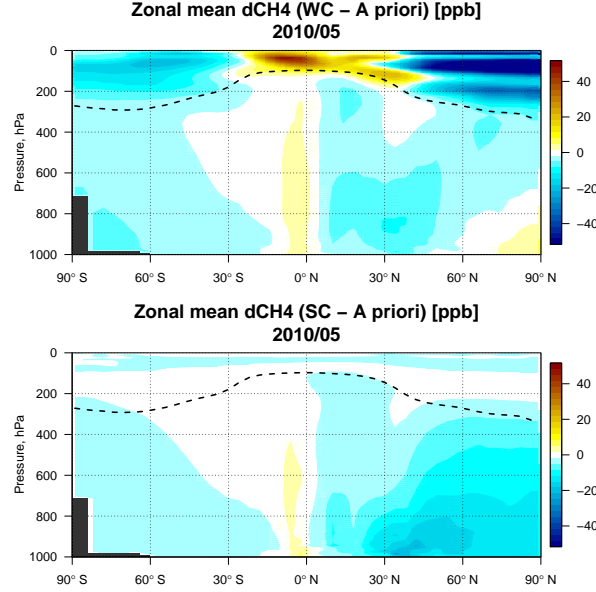 Zonal mean dCH4 (WC − A priori) [ppb]
2010/05
Pressure, hPa
0
200
400
600
800
1000
90° S
60° S
30° S
0° N
30° N
60° N
90° N
40
20
0
−20
−40
Zonal mean dCH4 (SC − A priori) [ppb]
2010/05
Pressure, hPa
0
200
400
600
800
1000
90° S
60° S
30° S
0° N
30° N
60° N
90° N
40
20
0
−20
−40